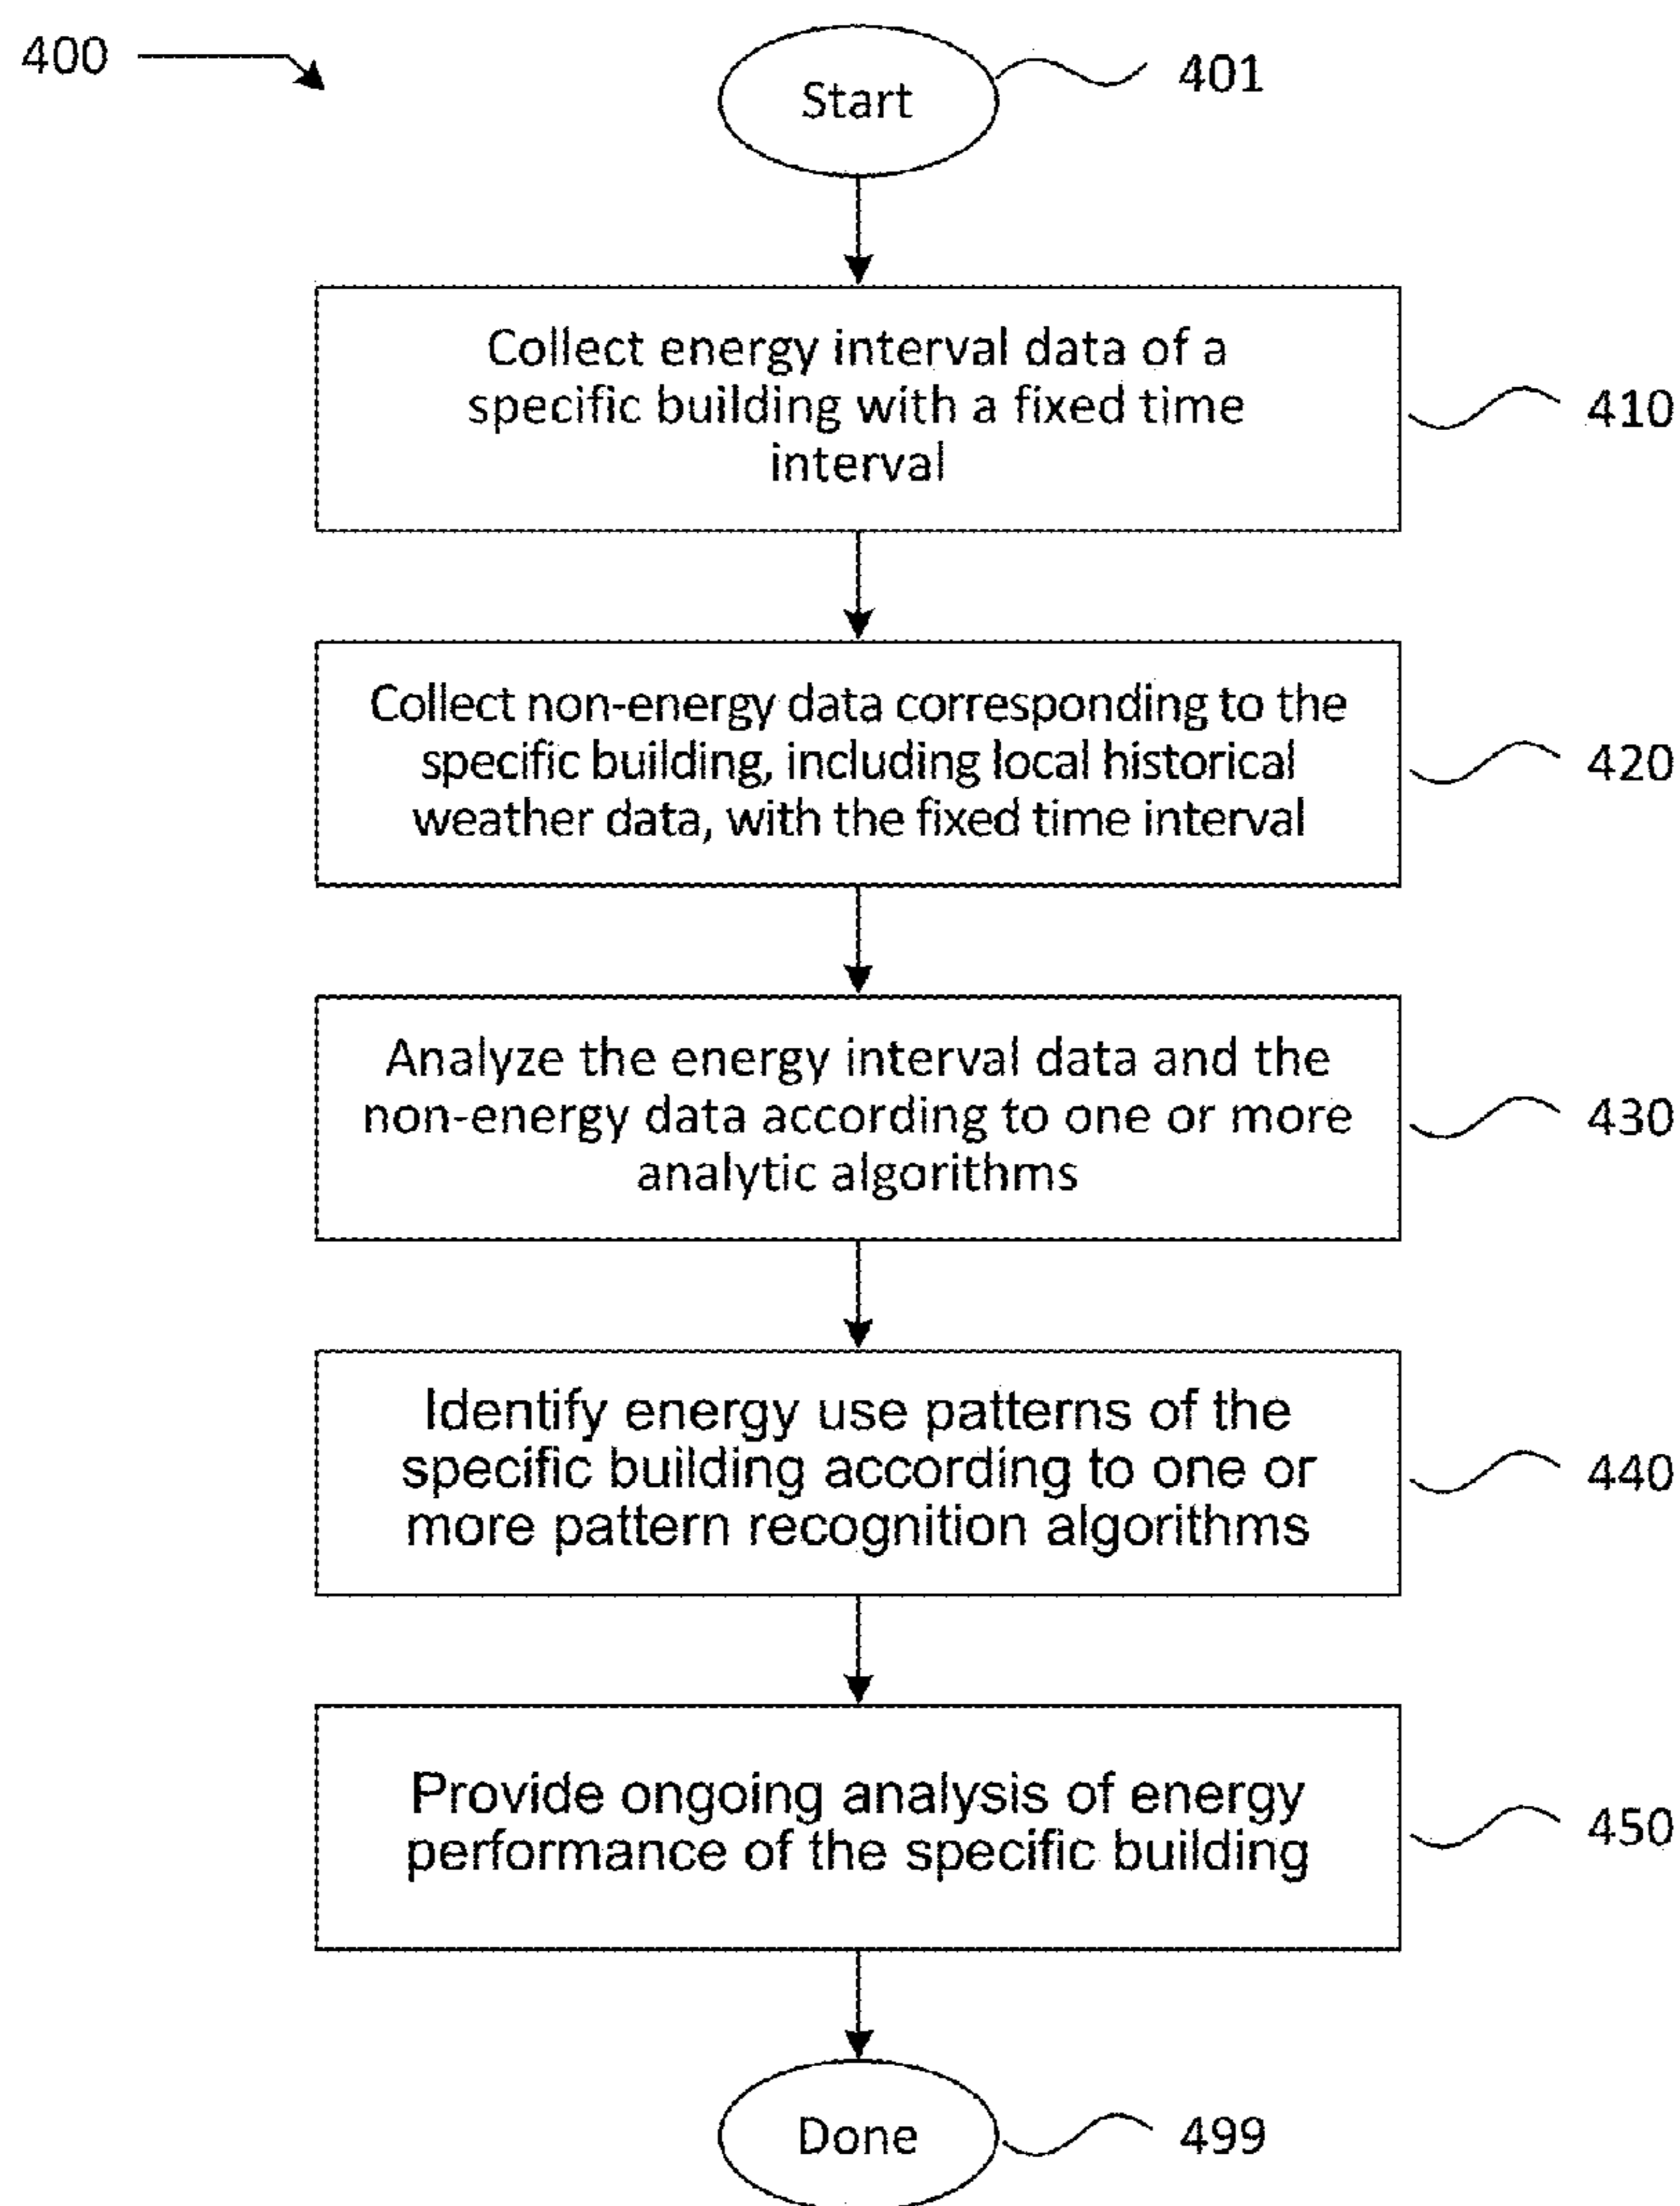 400
Start
401
Collect energy interval data of a
specific building with a fixed time
interval
410
Collect non-energy data corresponding to the
specific building, including local historical
weather data, with the fixed time interval
420
Analyze the energy interval data and the
non-energy data according to one or more
analytic algorithms
430
Identify energy use patterns of the
specific building according to one or
more pattern recognition algorithms
440
Provide ongoing analysis of energy
performance of the specific building
450
Done
499